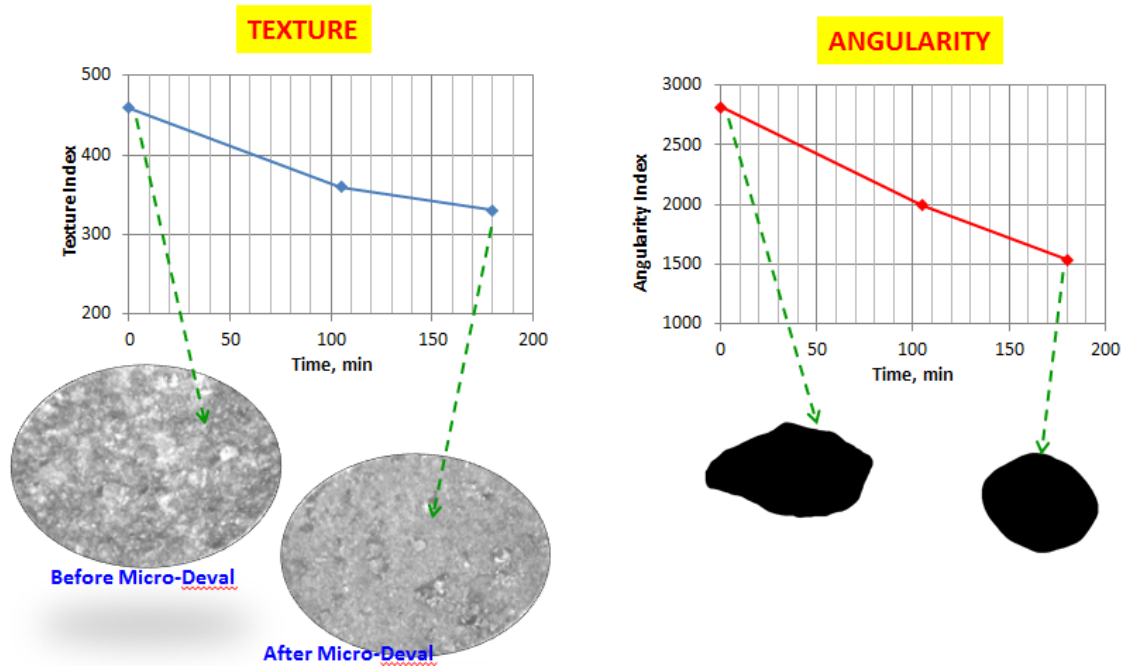 TEXTURE
500
400
300
200
Texture Index
0
50
100
150
200
Time, min
Before Micro-Deval
After Micro-Deval
ANGULARITY
3000
2500
2000
1500
1000
Angularity Index
0
50
100
150
200
Time, min